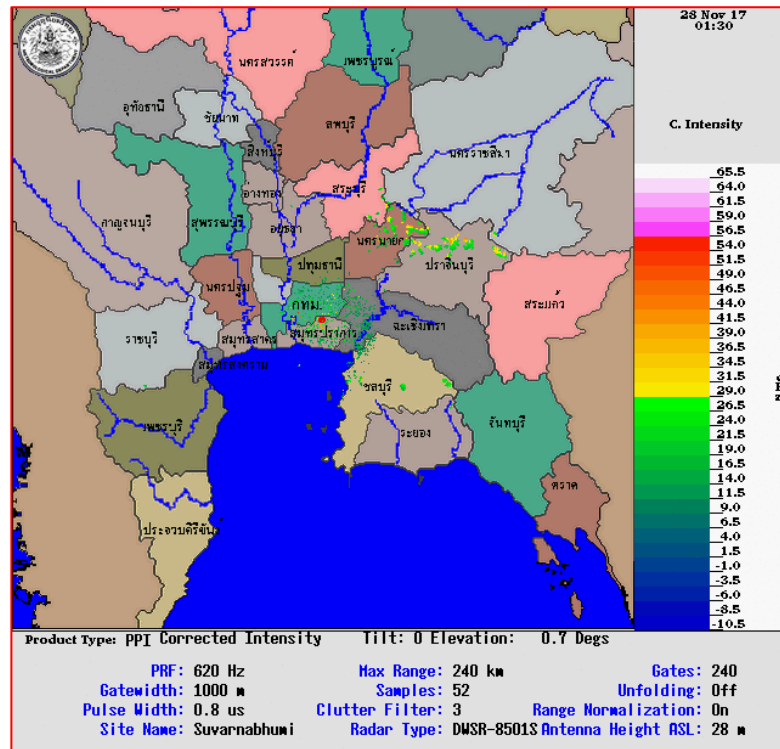 28 Nov 17
01:30
C. Intensity
65.5
64.0
61.5
59.0
56.5
54.0
51.5
49.0
46.5
44.0
41.5
39.0
36.5
34.5
31.5
29.0
26.5
24.0
21.5
19.0
16.5
14.0
11.5
9.0
6.5
4.0
1.5
-1.0
-3.5
-6.0
-8.5
-10.5
นครสวรรค์
เพชรบูรณ์
อุทัยธานี
ชัยนาท
ลพบุรี
สิงห์บุรี
นครราชสีมา
อ่างทอง
สระบุรี
กาญจนบุรี
สุพรรณบุรี
อยุธยา
นครนายก
ปราจีนบุรี
ปทุมธานี
นครปฐม
กทม.
สระแก้ว
ราชบุรี
สมุทรสาคร
สมุทรปราการ
ฉะเชิงเทรา
สมุทรสงคราม
ชลบุรี
เพชรบุรี
ระยอง
จันทบุรี
ตราด
Product Type: PPI Corrected Intensity Tilt: 0 Elevation: 0.7 Degs
PRF: 620 Hz Max Range: 240 km Gates: 240
Gatewidth: 1000 m Samples: 52 Unfolding: Off
Pulse Width: 0.8 us Clutter Filter: 3 Range Normalization: On
Site Name: Suvarnabhumi Radar Type: DWSR-8501S Antenna Height ASL: 28 m